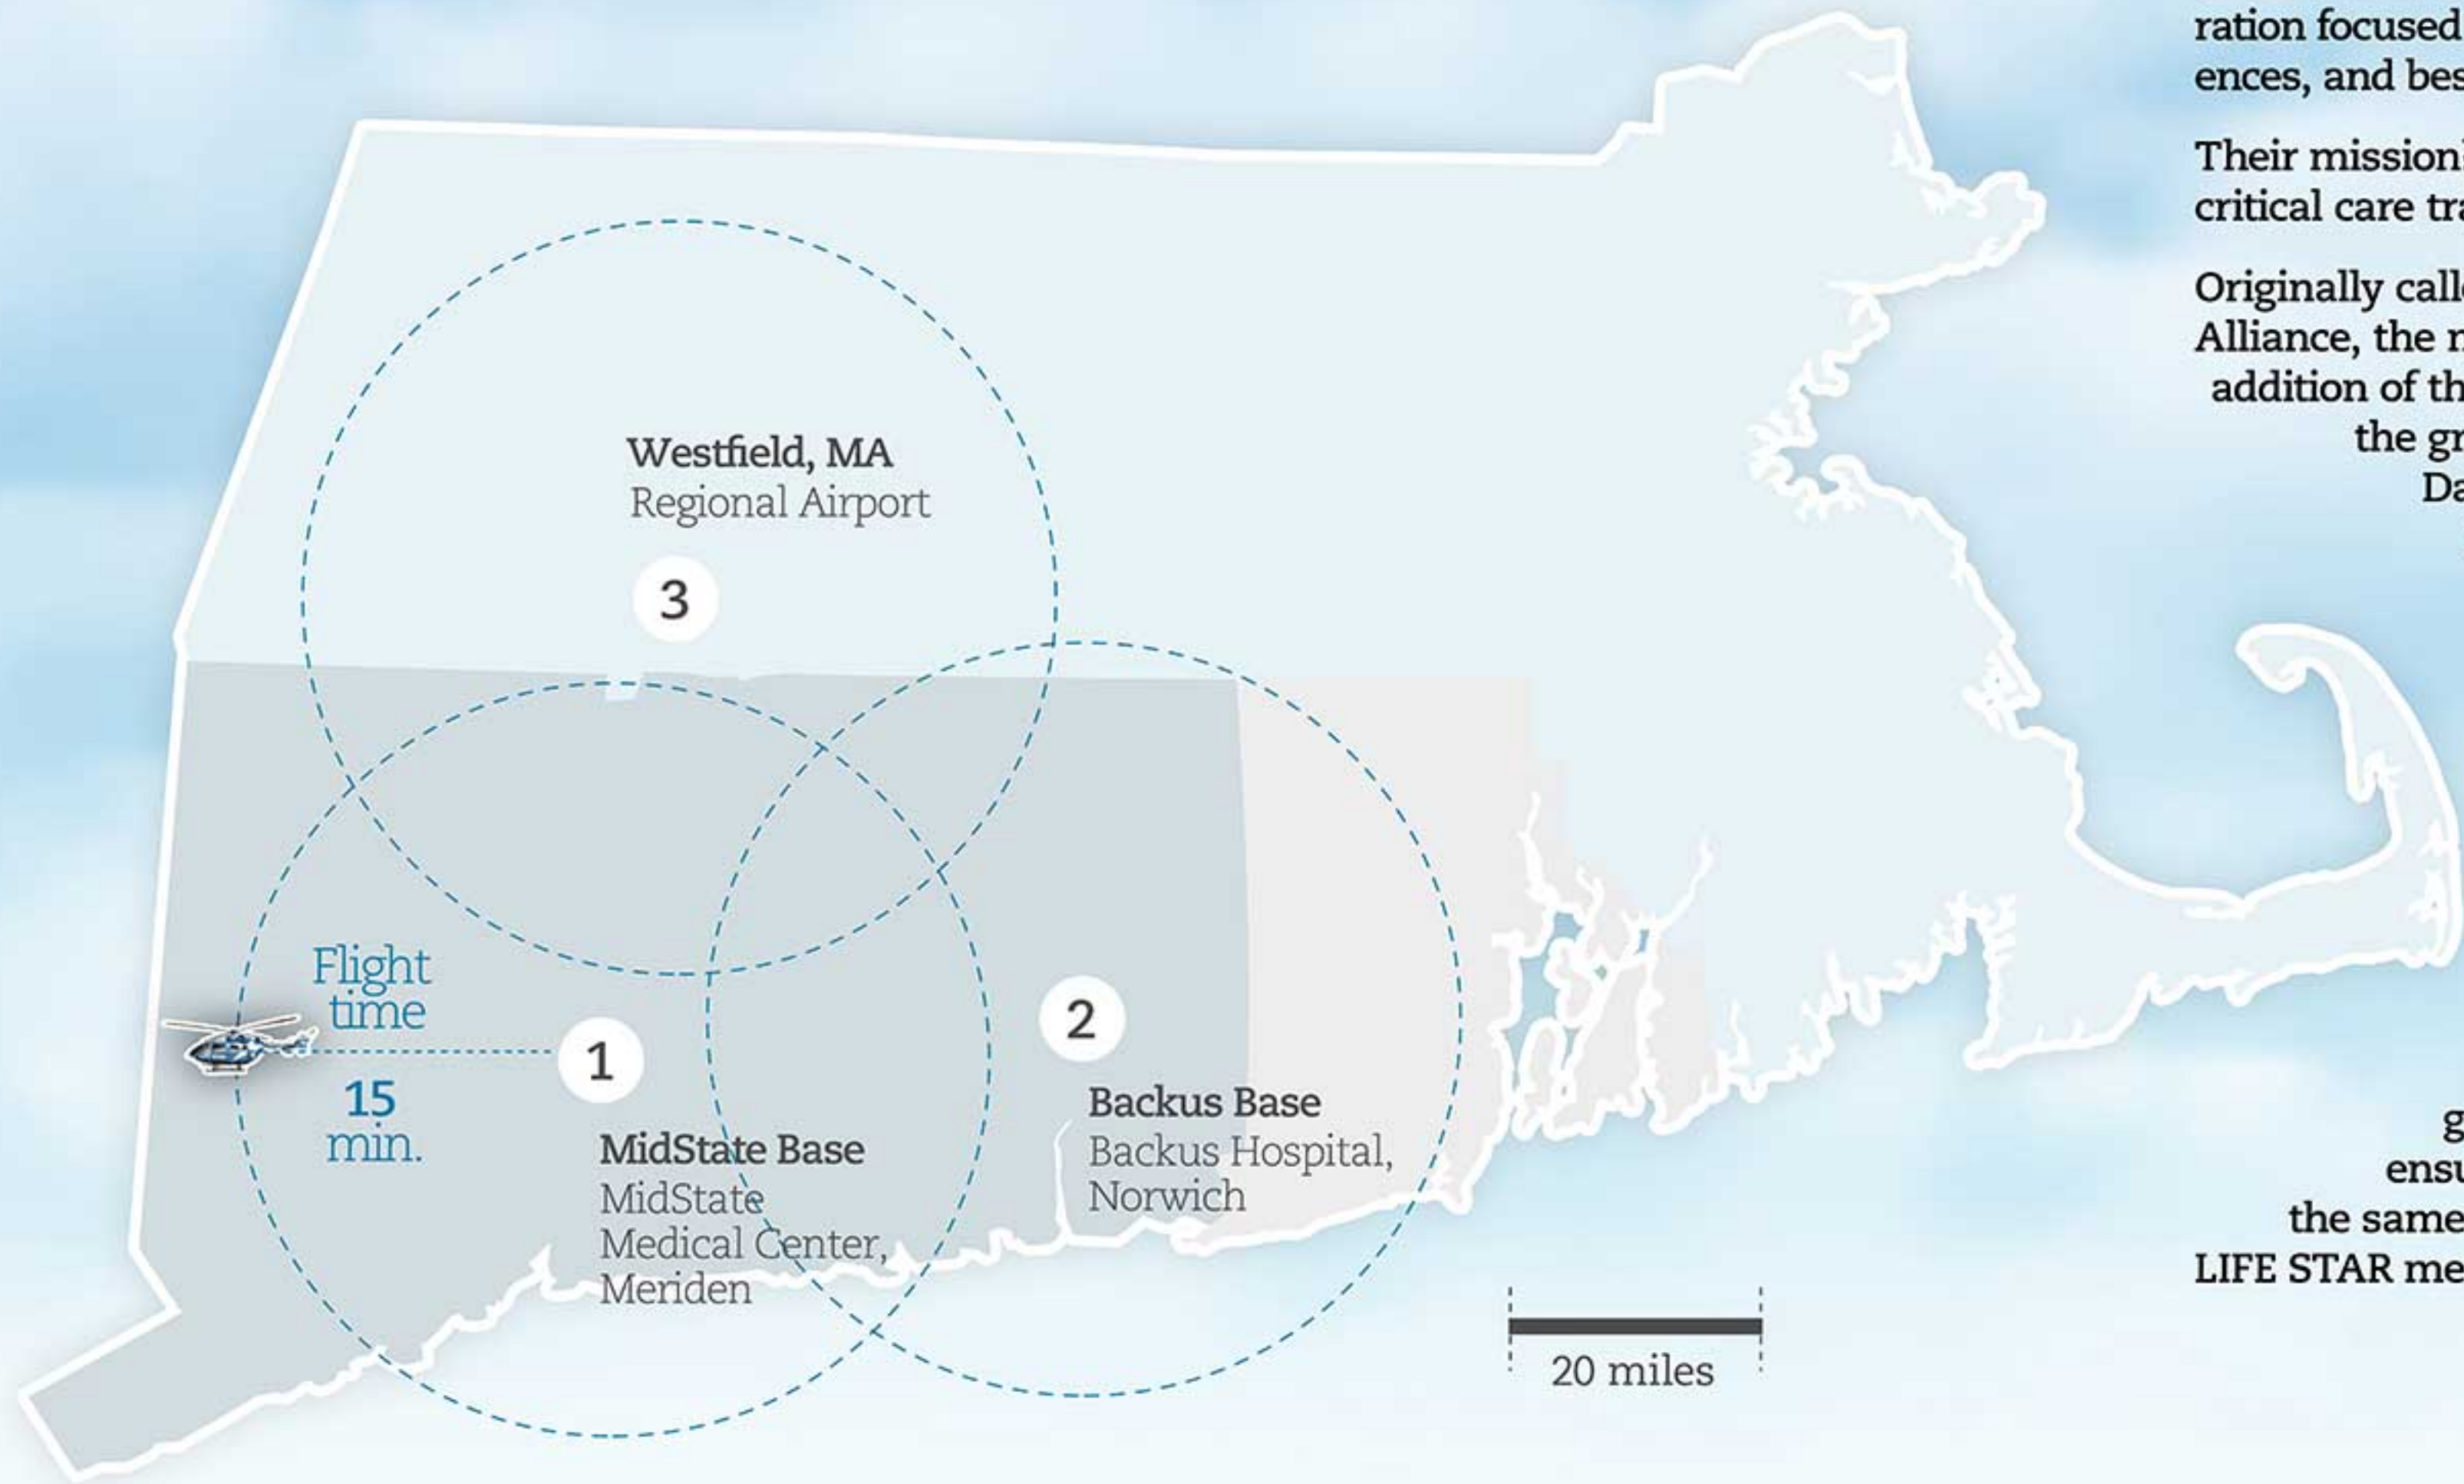 Westfield, MA
Regional Airport
3
Flight
time
15
min.
1
MidState Base
MidState
Medical Center,
Meriden
2
Backus Base
Backus Hospital,
Norwich
20 miles
ration focused
ences, and bes
Their mission
critical care tra
Originally call
Alliance, the
addition of th
the gr
Da
g
ensu
the same
LIFE STAR me